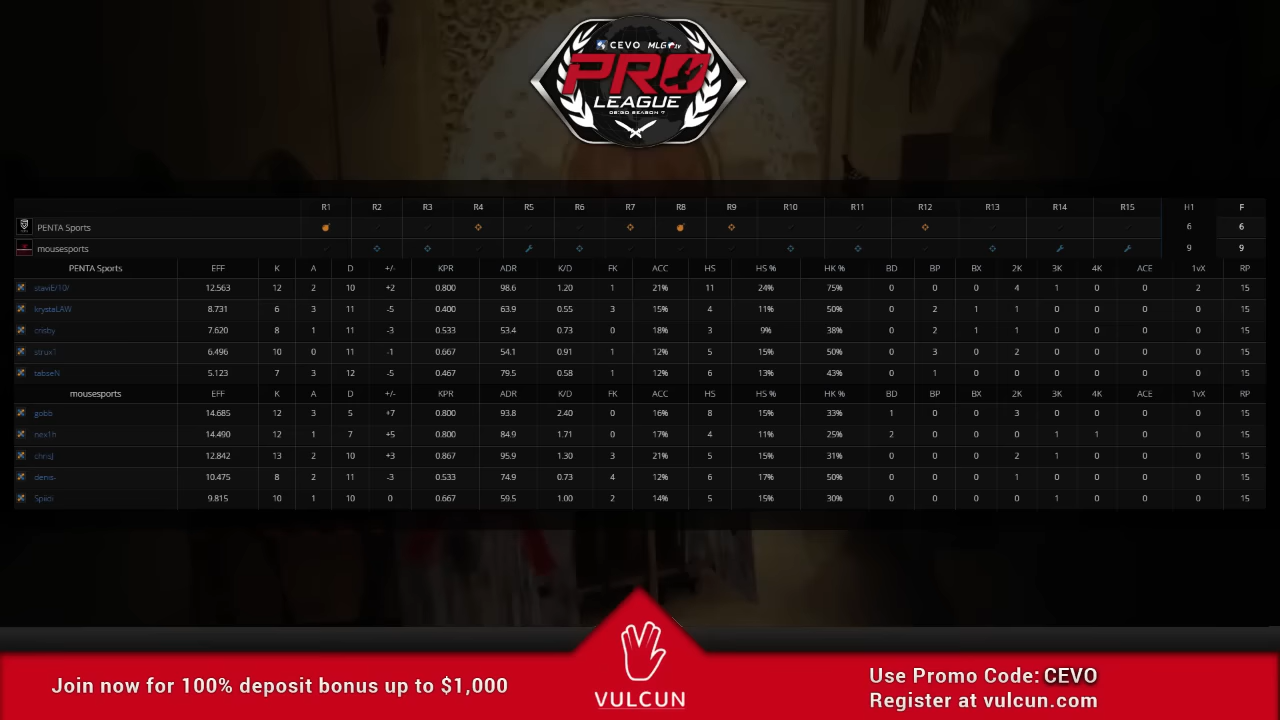 CEVO MLG.tv
PRO
LEAGUE
CS:GO SEASON 7
R1 R2 R3 R4 R5 R6 R7 R8 R9 R10 R11 R12 R13 R14 R15 H1 F
PENTA Sports 6 6
mousesports 9 9
PENTA Sports EFF K A D +/- KPR ADR K/D FK ACC HS HS % HK % BD BP BX 2K 3K 4K ACE 1vX RP
staviE/10/ 12.563 12 2 10 +2 0.800 98.6 1.20 1 21% 11 24% 75% 0 0 0 4 1 0 0 2 15
krystaLAW 8.731 6 3 11 -5 0.400 63.9 0.55 3 15% 4 11% 50% 0 2 1 1 0 0 0 0 15
crisby 7.620 8 1 11 -3 0.533 53.4 0.73 0 18% 3 9% 38% 0 2 1 1 0 0 0 0 15
strux1 6.496 10 0 11 -1 0.667 54.1 0.91 1 12% 5 15% 50% 0 3 0 2 0 0 0 0 15
tabseN 5.123 7 3 12 -5 0.467 79.5 0.58 1 12% 6 13% 43% 0 1 0 0 0 0 0 0 15
mousesports EFF K A D +/- KPR ADR K/D FK ACC HS HS % HK % BD BP BX 2K 3K 4K ACE 1vX RP
gobb 14.685 12 3 5 +7 0.800 93.8 2.40 0 16% 8 15% 33% 1 0 0 3 0 0 0 0 15
nex1h 14.490 12 1 7 +5 0.800 84.9 1.71 0 17% 4 11% 25% 2 0 0 0 1 1 0 0 15
chrisJ 12.842 13 2 10 +3 0.867 95.9 1.30 3 21% 5 15% 31% 0 0 0 2 1 0 0 0 15
denis- 10.475 8 2 11 -3 0.533 74.9 0.73 4 12% 6 17% 50% 0 0 0 1 0 0 0 0 15
Spiidi 9.815 10 1 10 0 0.667 59.5 1.00 2 14% 5 15% 30% 0 0 0 0 1 0 0 0 15
Join now for 100% deposit bonus up to $1,000
VULCUN
Use Promo Code: CEVO
Register at vulcun.com